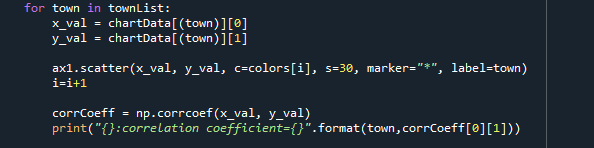 for town in townList:
x_val = chartData[(town)][0]
y_val = chartData[(town)][1]
ax1.scatter(x_val, y_val, c=colors[i], s=30, marker="*", label=town)
i=i+1
corrCoeff = np.corrcoef(x_val, y_val)
print("{}:correlation coefficient={}".format(town,corrCoeff[0][1]))